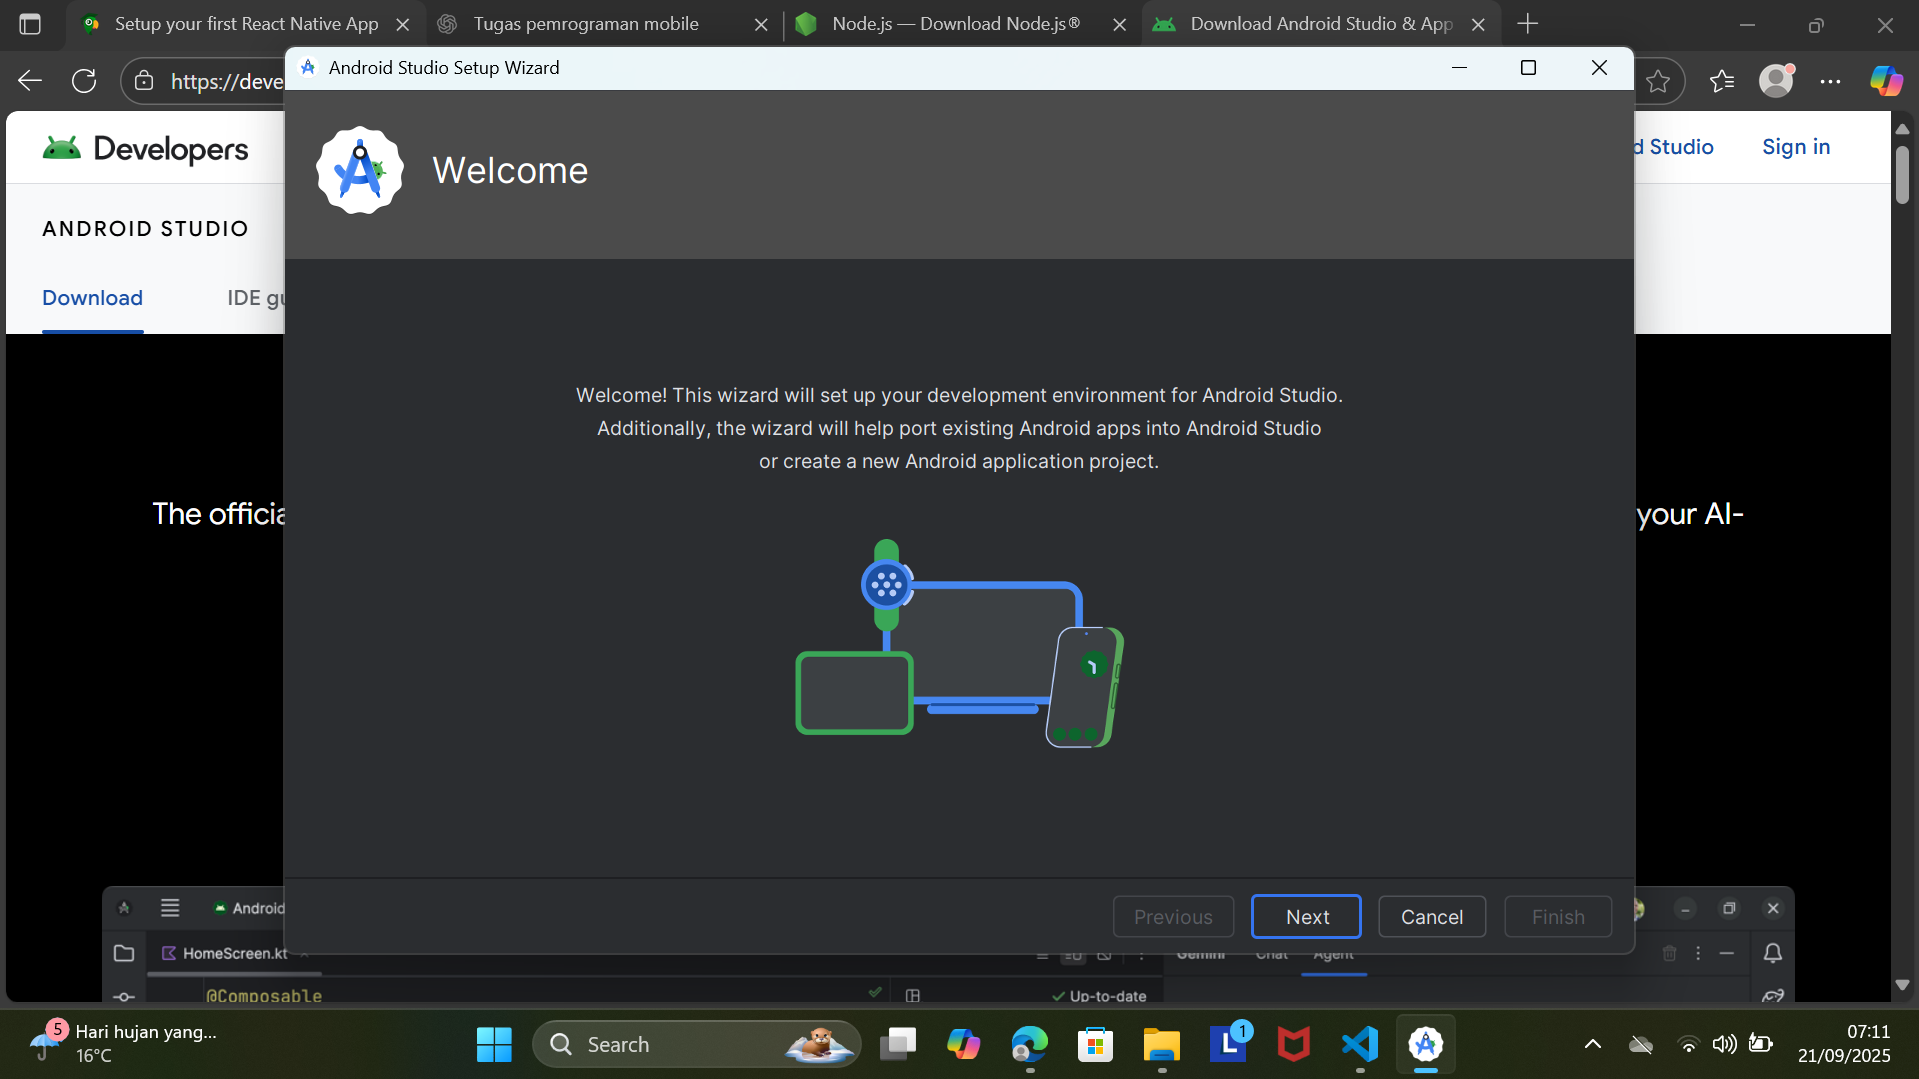 Setup your first React Native App
Tugas pemrograman mobile
Node.js — Download Node.js®
Download Android Studio & App
https://deve
Android Studio Setup Wizard
Welcome
Developers
d Studio
Sign in
ANDROID STUDIO
Download
IDE gu
Welcome! This wizard will set up your development environment for Android Studio.
Additionally, the wizard will help port existing Android apps into Android Studio
or create a new Android application project.
The officia
your AI-
Previous
Next
Cancel
Finish
Android
HomeScreen.kt
Gemini
Chat
Agent
@Composable
Up-to-date
5
Hari hujan yang...
16°C
Search
L
1
07:11
21/09/2025